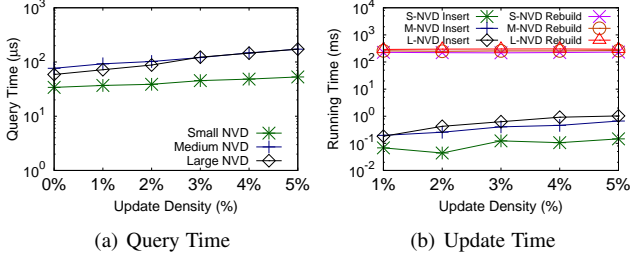 Query Time (µs)
10³
10²
10¹
10⁰
Small NVD
Medium NVD
Large NVD
0% 1% 2% 3% 4% 5%
Update Density (%)
(a) Query Time
Running Time (ms)
10⁴
10³
10²
10¹
10⁰
10⁻¹
10⁻²
S-NVD Insert S-NVD Rebuild
M-NVD Insert M-NVD Rebuild
L-NVD Insert L-NVD Rebuild
1% 2% 3% 4% 5%
Update Density (%)
(b) Update Time